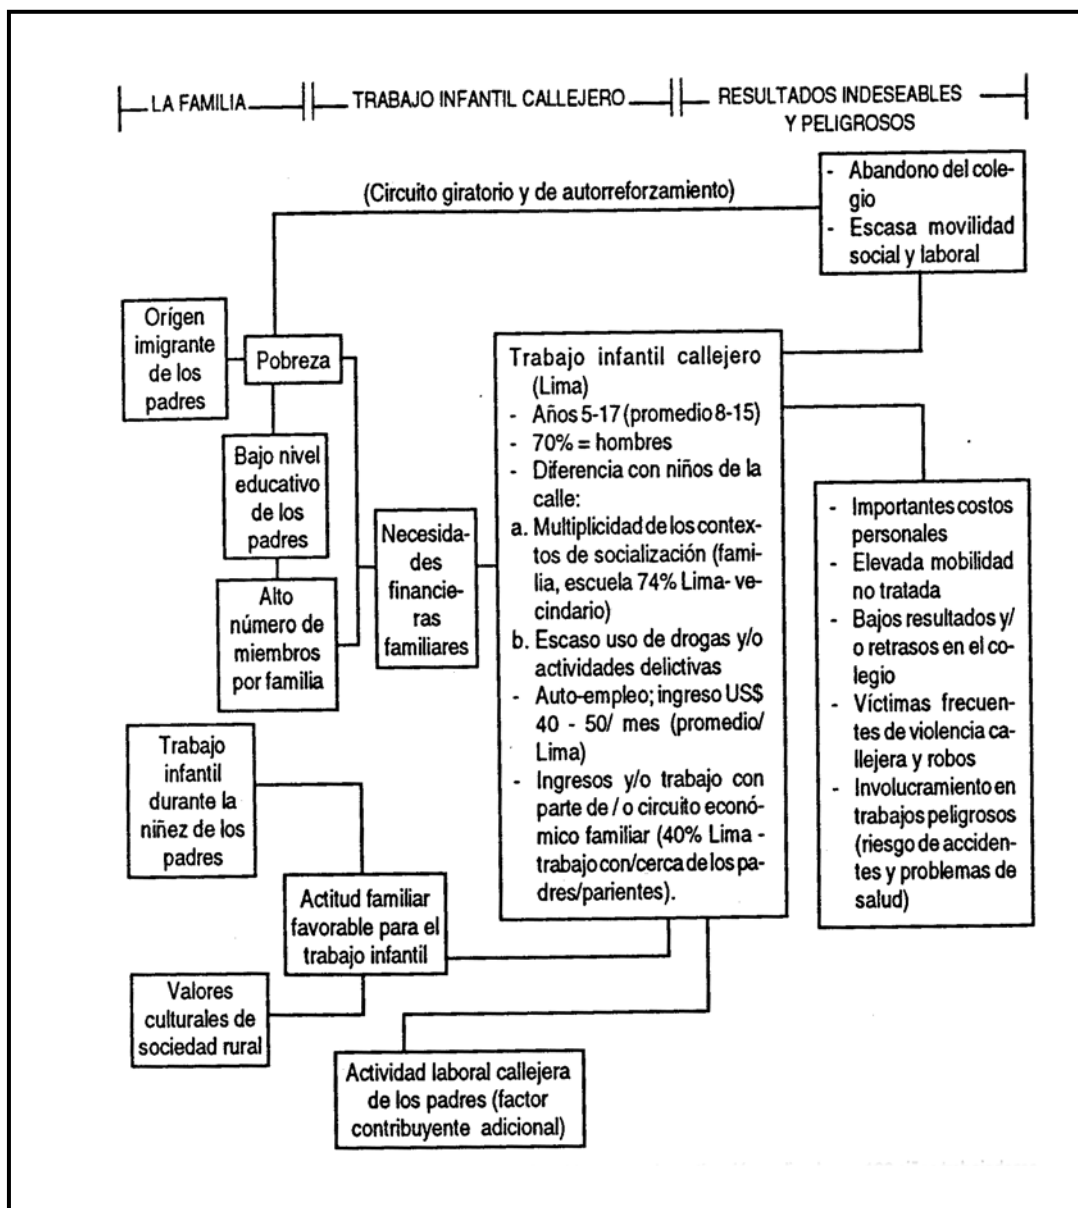 LA FAMILIA
TRABAJO INFANTIL CALLEJERO
RESULTADOS INDESEABLES
Y PELIGROSOS
(Circuito giratorio y de autorreforzamiento)
- Abandono del cole-
gio
- Escasa movilidad
social y laboral
Orígen
imigrante
de los
padres
Pobreza
Bajo nivel
educativo
de los
padres
Alto
número de
miembros
por familia
Necesida-
des
financie-
ras
familiares
Trabajo infantil callejero
(Lima)
- Años 5-17 (promedio 8-15)
- 70% = hombres
- Diferencia con niños de la
calle:
a. Multiplicidad de los contex-
tos de socialización (fami-
lia, escuela 74% Lima- ve-
cindario)
b. Escaso uso de drogas y/o
actividades delictivas
- Auto-empleo; ingreso US$
40 - 50/ mes (promedio/
Lima)
- Ingresos y/o trabajo con
parte de / o circuito econó-
mico familiar (40% Lima -
trabajo con/cerca de los pa-
dres/parientes).
- Importantes costos
personales
- Elevada mobilidad
no tratada
- Bajos resultados y/
o retrasos en el co-
legio
- Víctimas frecuen-
tes de violencia ca-
llejera y robos
- Involucramiento en
trabajos peligrosos
(riesgo de acciden-
tes y problemas de
salud)
Trabajo
infantil
durante la
niñez de los
padres
Actitud familiar
favorable para el
trabajo infantil
Valores
culturales de
sociedad rural
Actividad laboral callejera
de los padres (factor
contribuyente adicional)